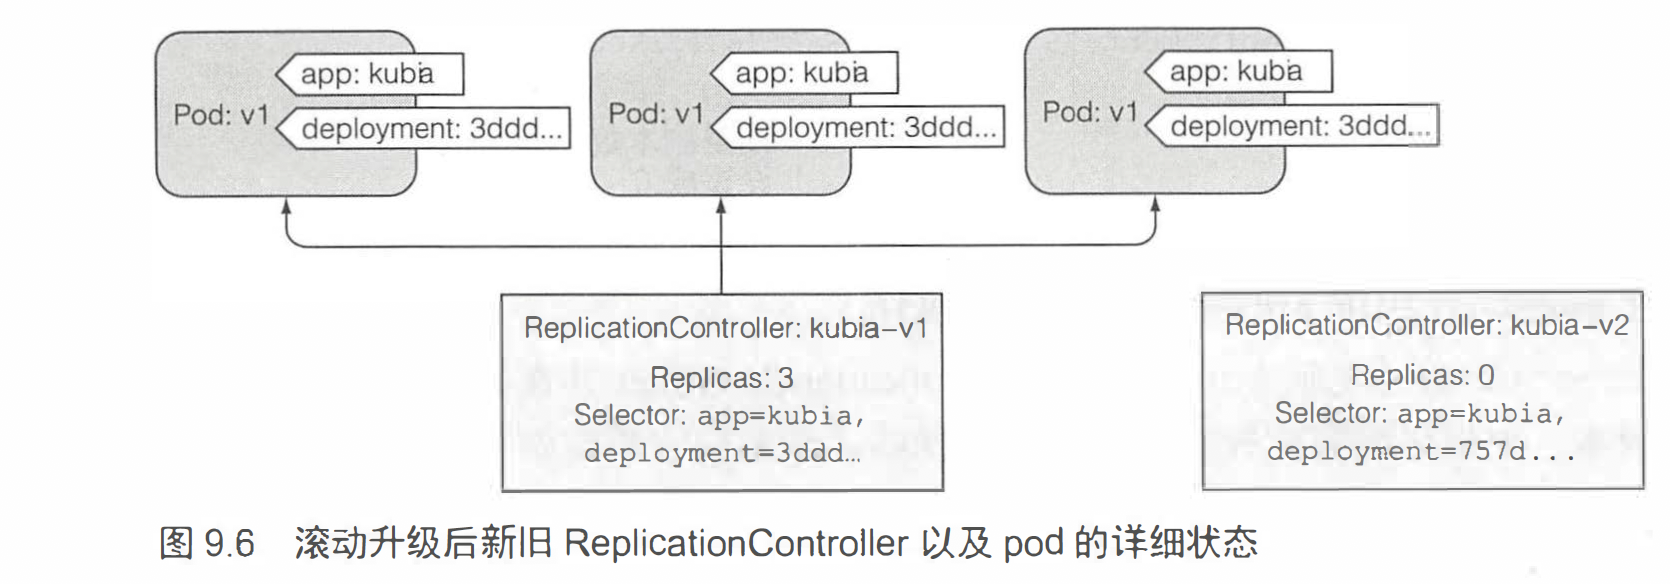 app: kubia
Pod: v1
deployment: 3ddd...
app: kubia
Pod: v1
deployment: 3ddd...
app: kubia
Pod: v1
deployment: 3ddd...
ReplicationController: kubia-v1
Replicas: 3
Selector: app=kubia,
deployment=3ddd...
ReplicationController: kubia-v2
Replicas: 0
Selector: app=kubia,
deployment=757d...
图 9.6 滚动升级后新旧 ReplicationController 以及 pod 的详细状态